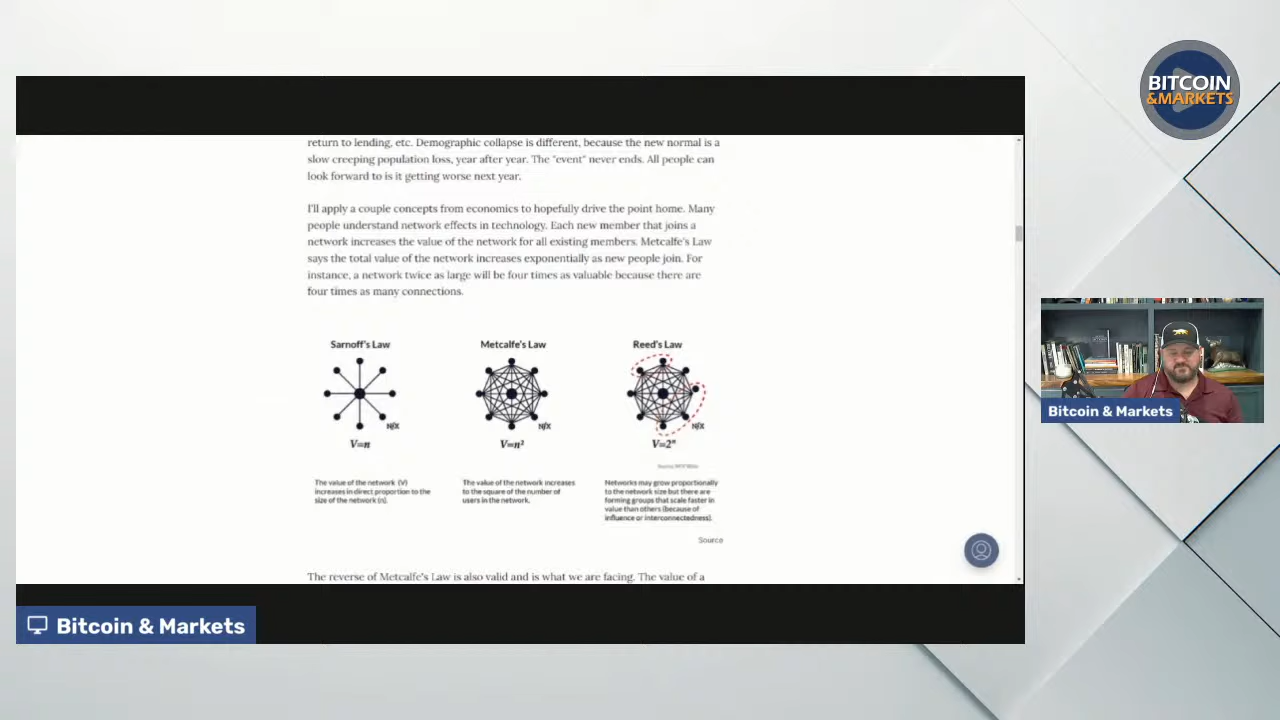 BITCOIN
&MARKETS
return to lending, etc. Demographic collapse is different, because the new normal is a
slow creeping population loss, year after year. The "event" never ends. All people can
look forward to is it getting worse next year.
I'll apply a couple concepts from economics to hopefully drive the point home. Many
people understand network effects in technology. Each new member that joins a
network increases the value of the network for all existing members. Metcalfe's Law
says the total value of the network increases exponentially as new people join. For
instance, a network twice as large will be four times as valuable because there are
four times as many connections.
Sarnoff's Law
Metcalfe's Law
Reed's Law
N/X
N/X
N/X
V=n
V=n²
V=2ⁿ
The value of the network (V)
increases in direct proportion to the
size of the network (n).
The value of the network increases
to the square of the number of
users in the network.
Networks may grow proportionally
to the network size but there are
forming groups that scale faster in
value than others (because of
influence or interconnectedness).
Source
The reverse of Metcalfe's Law is also valid and is what we are facing. The value of a
Bitcoin & Markets
Bitcoin & Markets